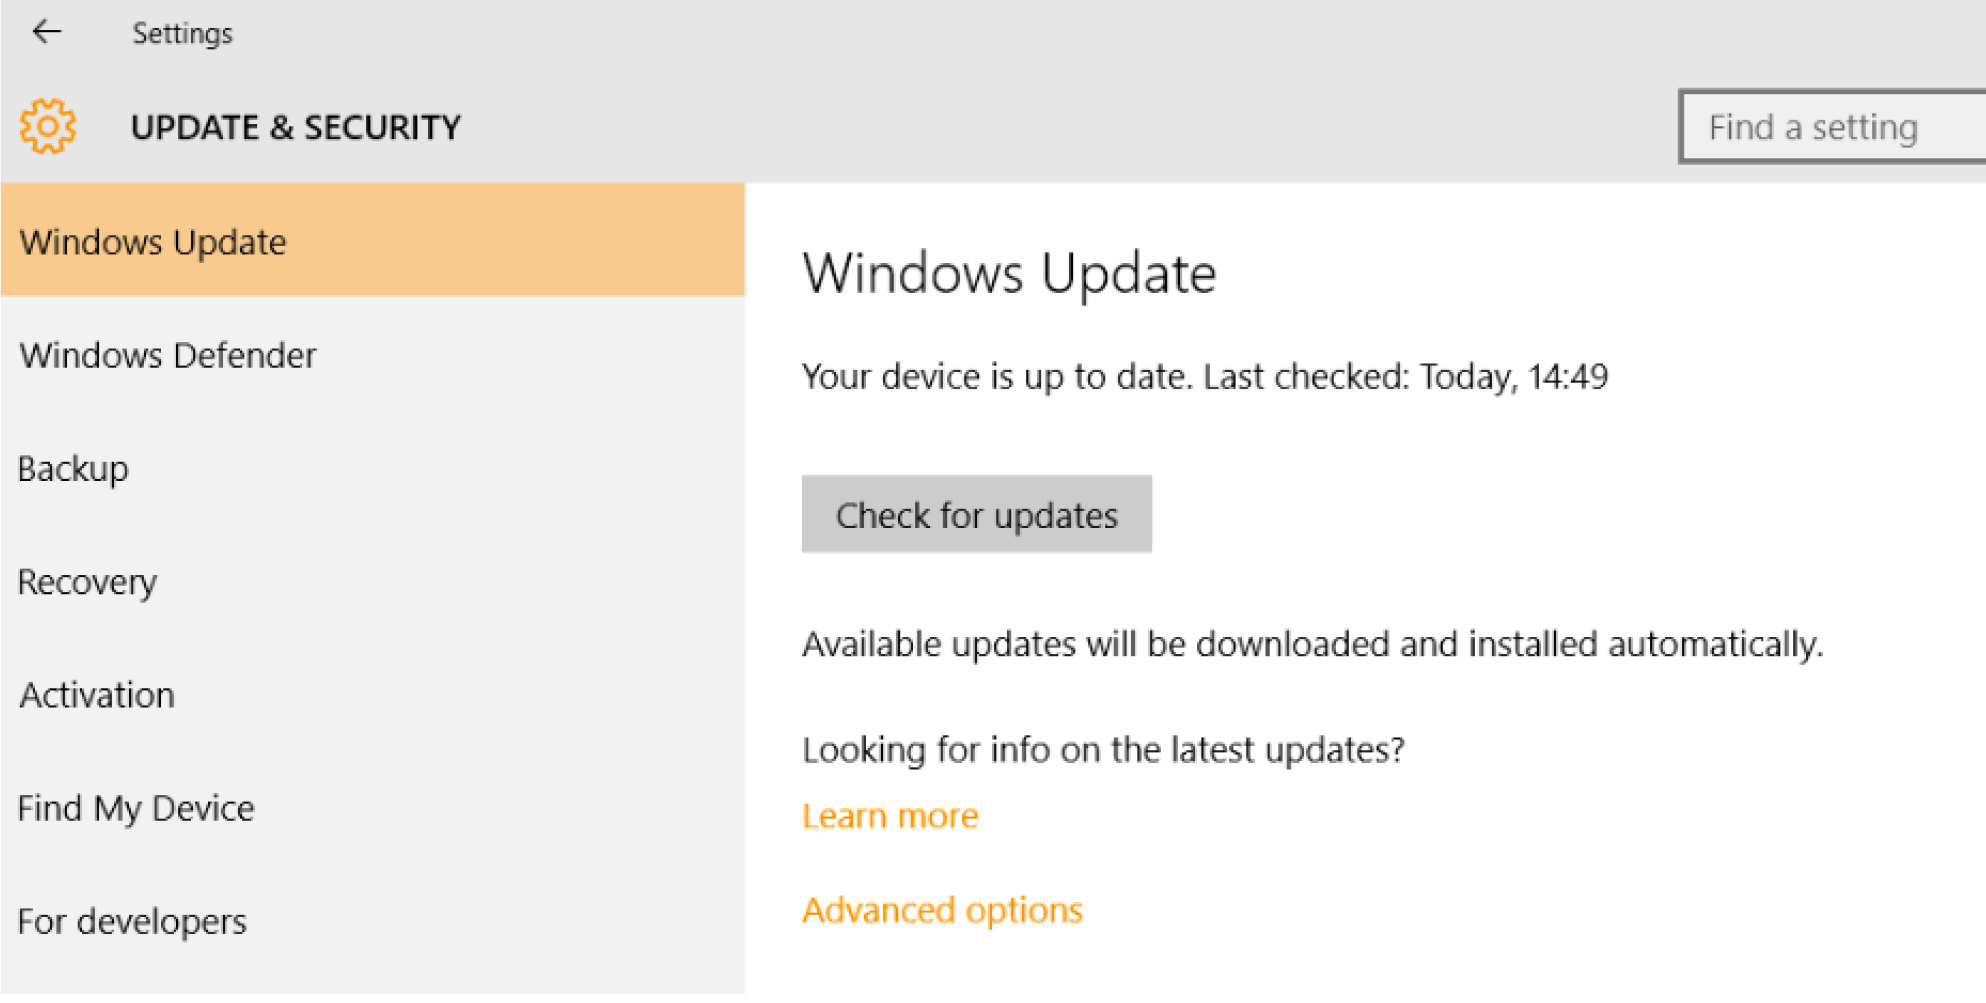 Settings
UPDATE & SECURITY
Find a setting
Windows Update
Windows Defender
Backup
Recovery
Activation
Find My Device
For developers
Windows Update
Your device is up to date. Last checked: Today, 14:49
Check for updates
Available updates will be downloaded and installed automatically.
Looking for info on the latest updates?
Learn more
Advanced options